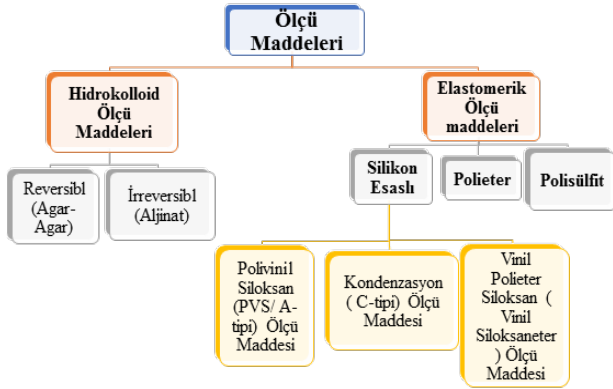 Ölçü
Maddeleri
Hidrokolloid
Ölçü
Maddeleri
Elastomerik
Ölçü
maddeleri
Reversibl
(Agar-
Agar)
İrreversibl
(Aljinat)
Silikon
Esaslı
Polieter
Polisülfit
Polivinil
Siloksan
(PVS/ A-
tipi) Ölçü
Maddesi
Kondenzasyon
( C-tipi) Ölçü
Maddesi
Vinil
Polieter
Siloksan (
Vinil
Siloksaneter
) Ölçü
Maddesi